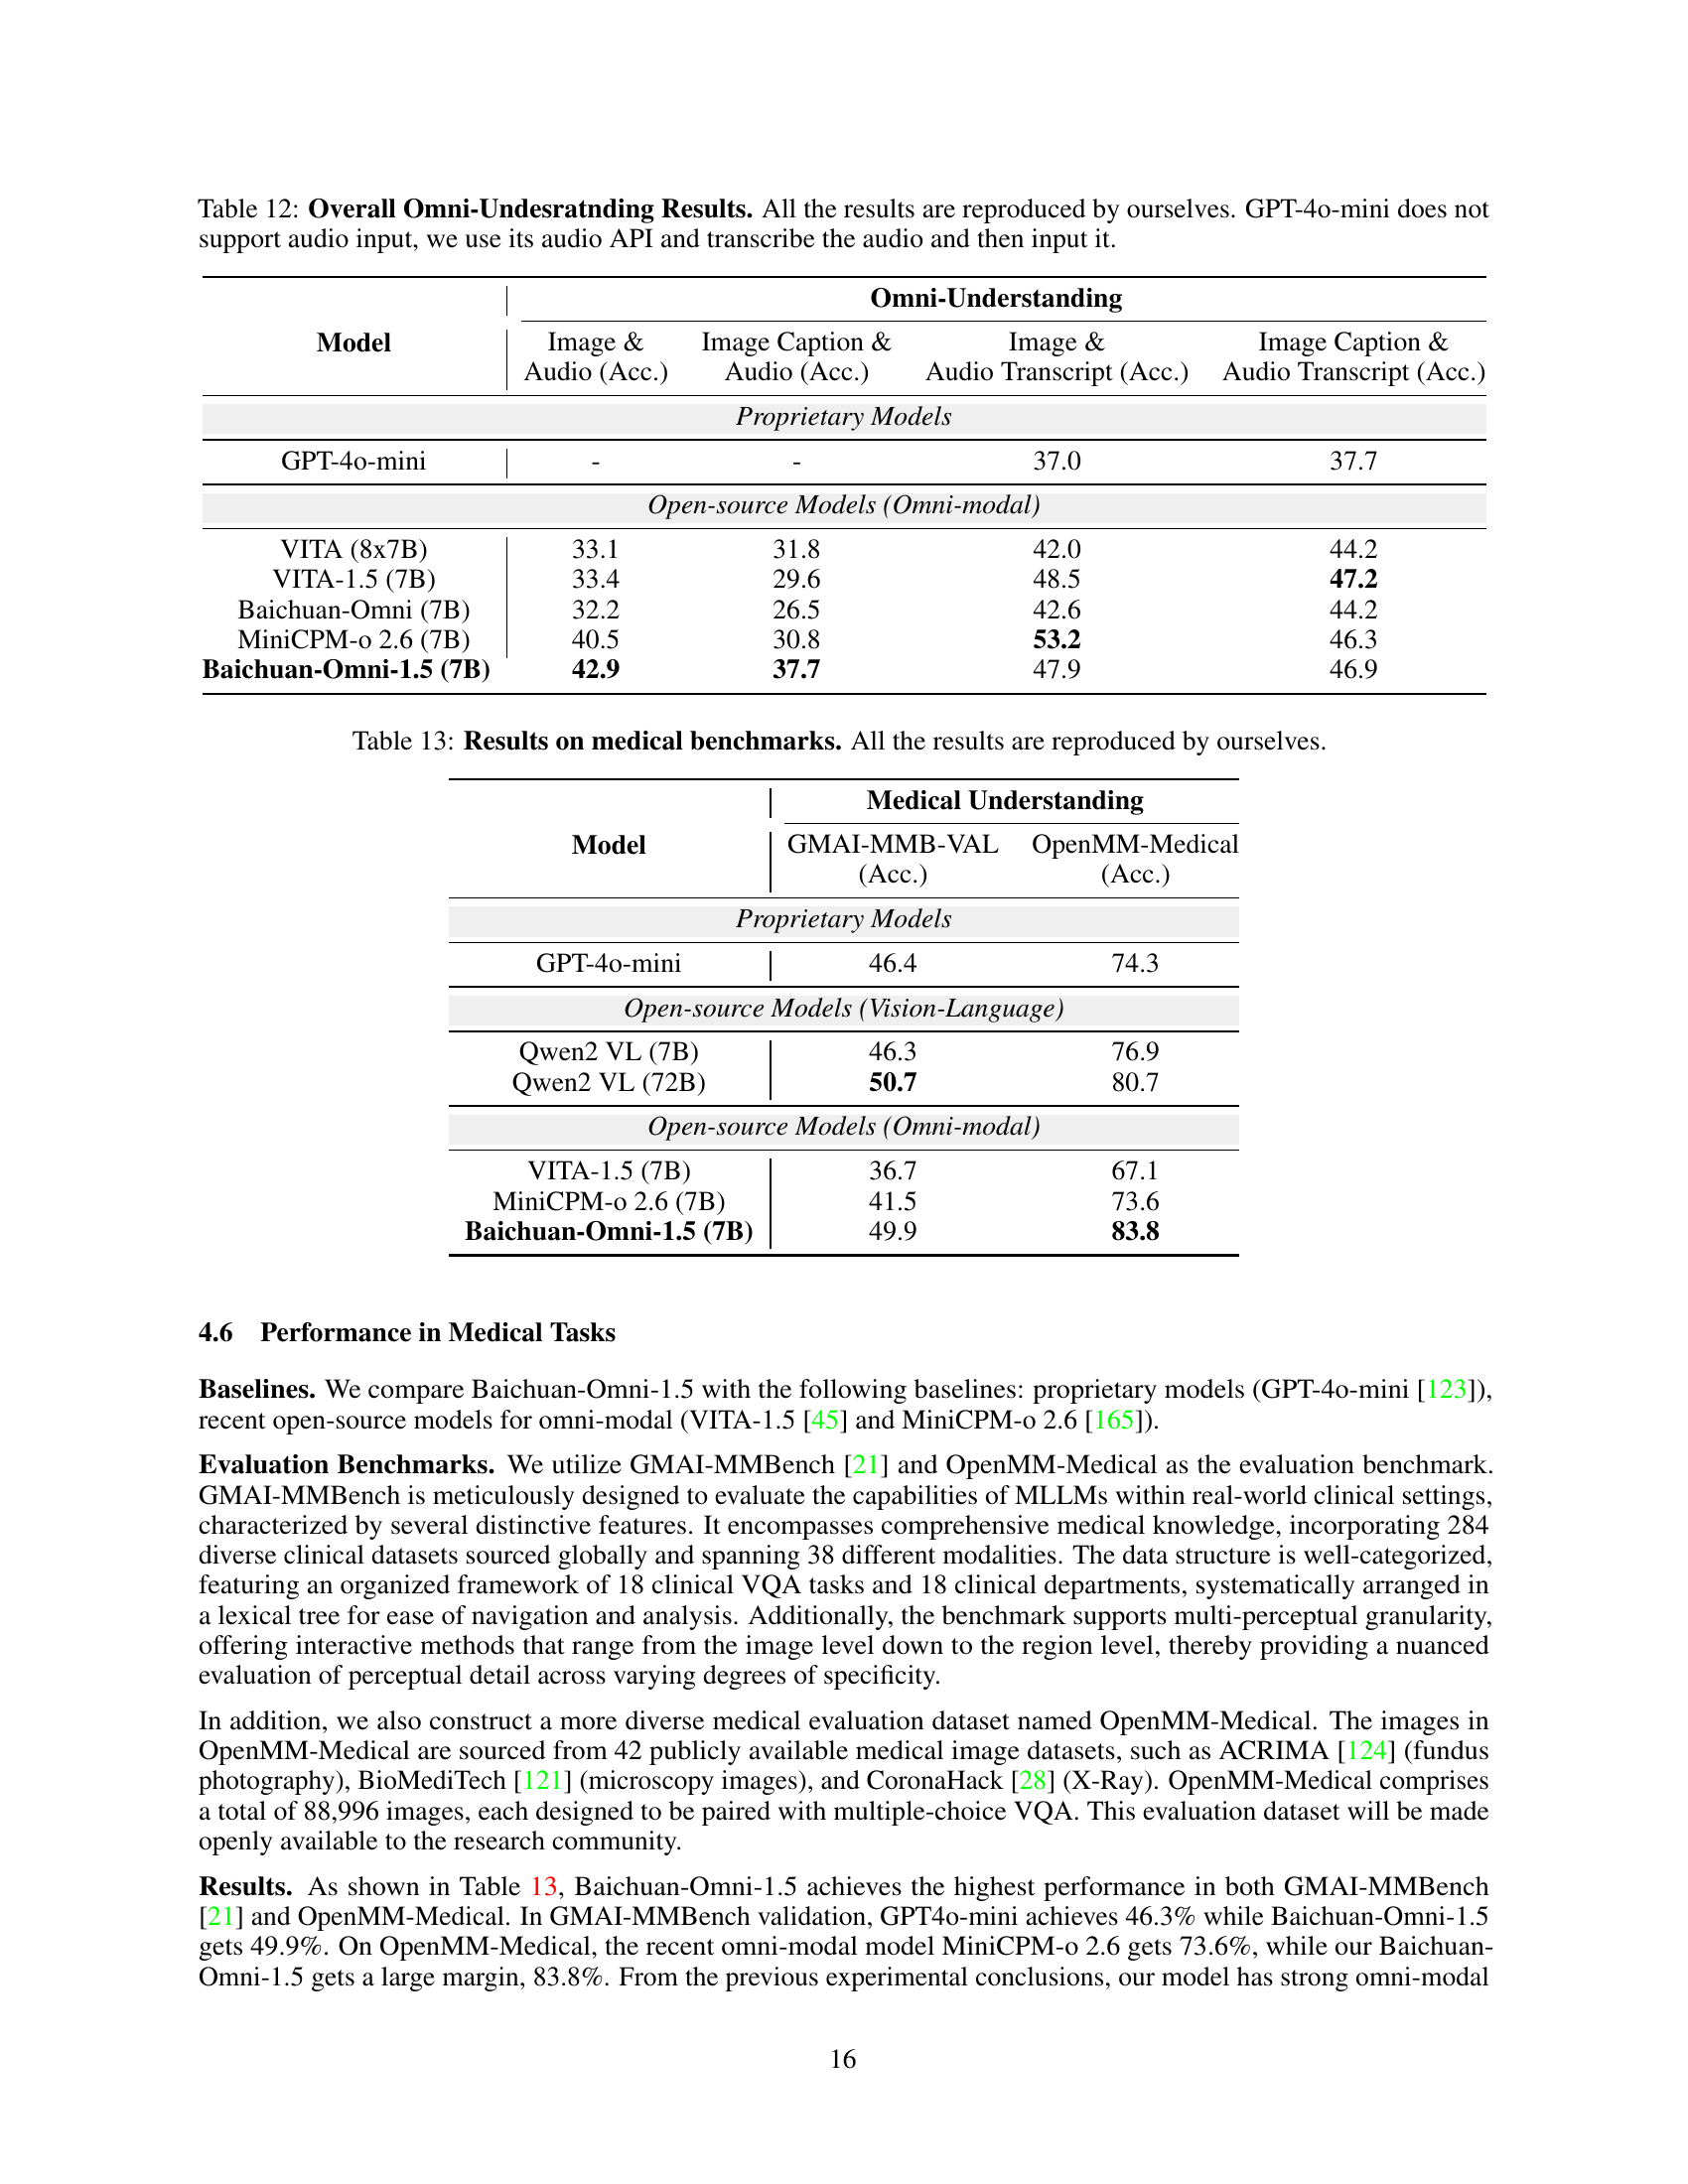 Table 12: Overall Omni-Undesratnding Results. All the results are reproduced by ourselves. GPT-4o-mini does not
support audio input, we use its audio API and transcribe the audio and then input it.
Omni-Understanding
Model
Image & Image Caption & Image & Image Caption &
Audio (Acc.) Audio (Acc.) Audio Transcript (Acc.) Audio Transcript (Acc.)
Proprietary Models
GPT-4o-mini - - 37.0 37.7
Open-source Models (Omni-modal)
VITA (8x7B) 33.1 31.8 42.0 44.2
VITA-1.5 (7B) 33.4 29.6 48.5 47.2
Baichuan-Omni (7B) 32.2 26.5 42.6 44.2
MiniCPM-o 2.6 (7B) 40.5 30.8 53.2 46.3
Baichuan-Omni-1.5 (7B) 42.9 37.7 47.9 46.9
Table 13: Results on medical benchmarks. All the results are reproduced by ourselves.
Medical Understanding
Model GMAI-MMB-VAL OpenMM-Medical
(Acc.) (Acc.)
Proprietary Models
GPT-4o-mini 46.4 74.3
Open-source Models (Vision-Language)
Qwen2 VL (7B) 46.3 76.9
Qwen2 VL (72B) 50.7 80.7
Open-source Models (Omni-modal)
VITA-1.5 (7B) 36.7 67.1
MiniCPM-o 2.6 (7B) 41.5 73.6
Baichuan-Omni-1.5 (7B) 49.9 83.8
4.6 Performance in Medical Tasks
Baselines. We compare Baichuan-Omni-1.5 with the following baselines: proprietary models (GPT-4o-mini [123]),
recent open-source models for omni-modal (VITA-1.5 [45] and MiniCPM-o 2.6 [165]).
Evaluation Benchmarks. We utilize GMAI-MMBench [21] and OpenMM-Medical as the evaluation benchmark.
GMAI-MMBench is meticulously designed to evaluate the capabilities of MLLMs within real-world clinical settings,
characterized by several distinctive features. It encompasses comprehensive medical knowledge, incorporating 284
diverse clinical datasets sourced globally and spanning 38 different modalities. The data structure is well-categorized,
featuring an organized framework of 18 clinical VQA tasks and 18 clinical departments, systematically arranged in
a lexical tree for ease of navigation and analysis. Additionally, the benchmark supports multi-perceptual granularity,
offering interactive methods that range from the image level down to the region level, thereby providing a nuanced
evaluation of perceptual detail across varying degrees of specificity.
In addition, we also construct a more diverse medical evaluation dataset named OpenMM-Medical. The images in
OpenMM-Medical are sourced from 42 publicly available medical image datasets, such as ACRIMA [124] (fundus
photography), BioMediTech [121] (microscopy images), and CoronaHack [28] (X-Ray). OpenMM-Medical comprises
a total of 88,996 images, each designed to be paired with multiple-choice VQA. This evaluation dataset will be made
openly available to the research community.
Results. As shown in Table 13, Baichuan-Omni-1.5 achieves the highest performance in both GMAI-MMBench
[21] and OpenMM-Medical. In GMAI-MMBench validation, GPT4o-mini achieves 46.3% while Baichuan-Omni-1.5
gets 49.9%. On OpenMM-Medical, the recent omni-modal model MiniCPM-o 2.6 gets 73.6%, while our Baichuan-
Omni-1.5 gets a large margin, 83.8%. From the previous experimental conclusions, our model has strong omni-modal
16